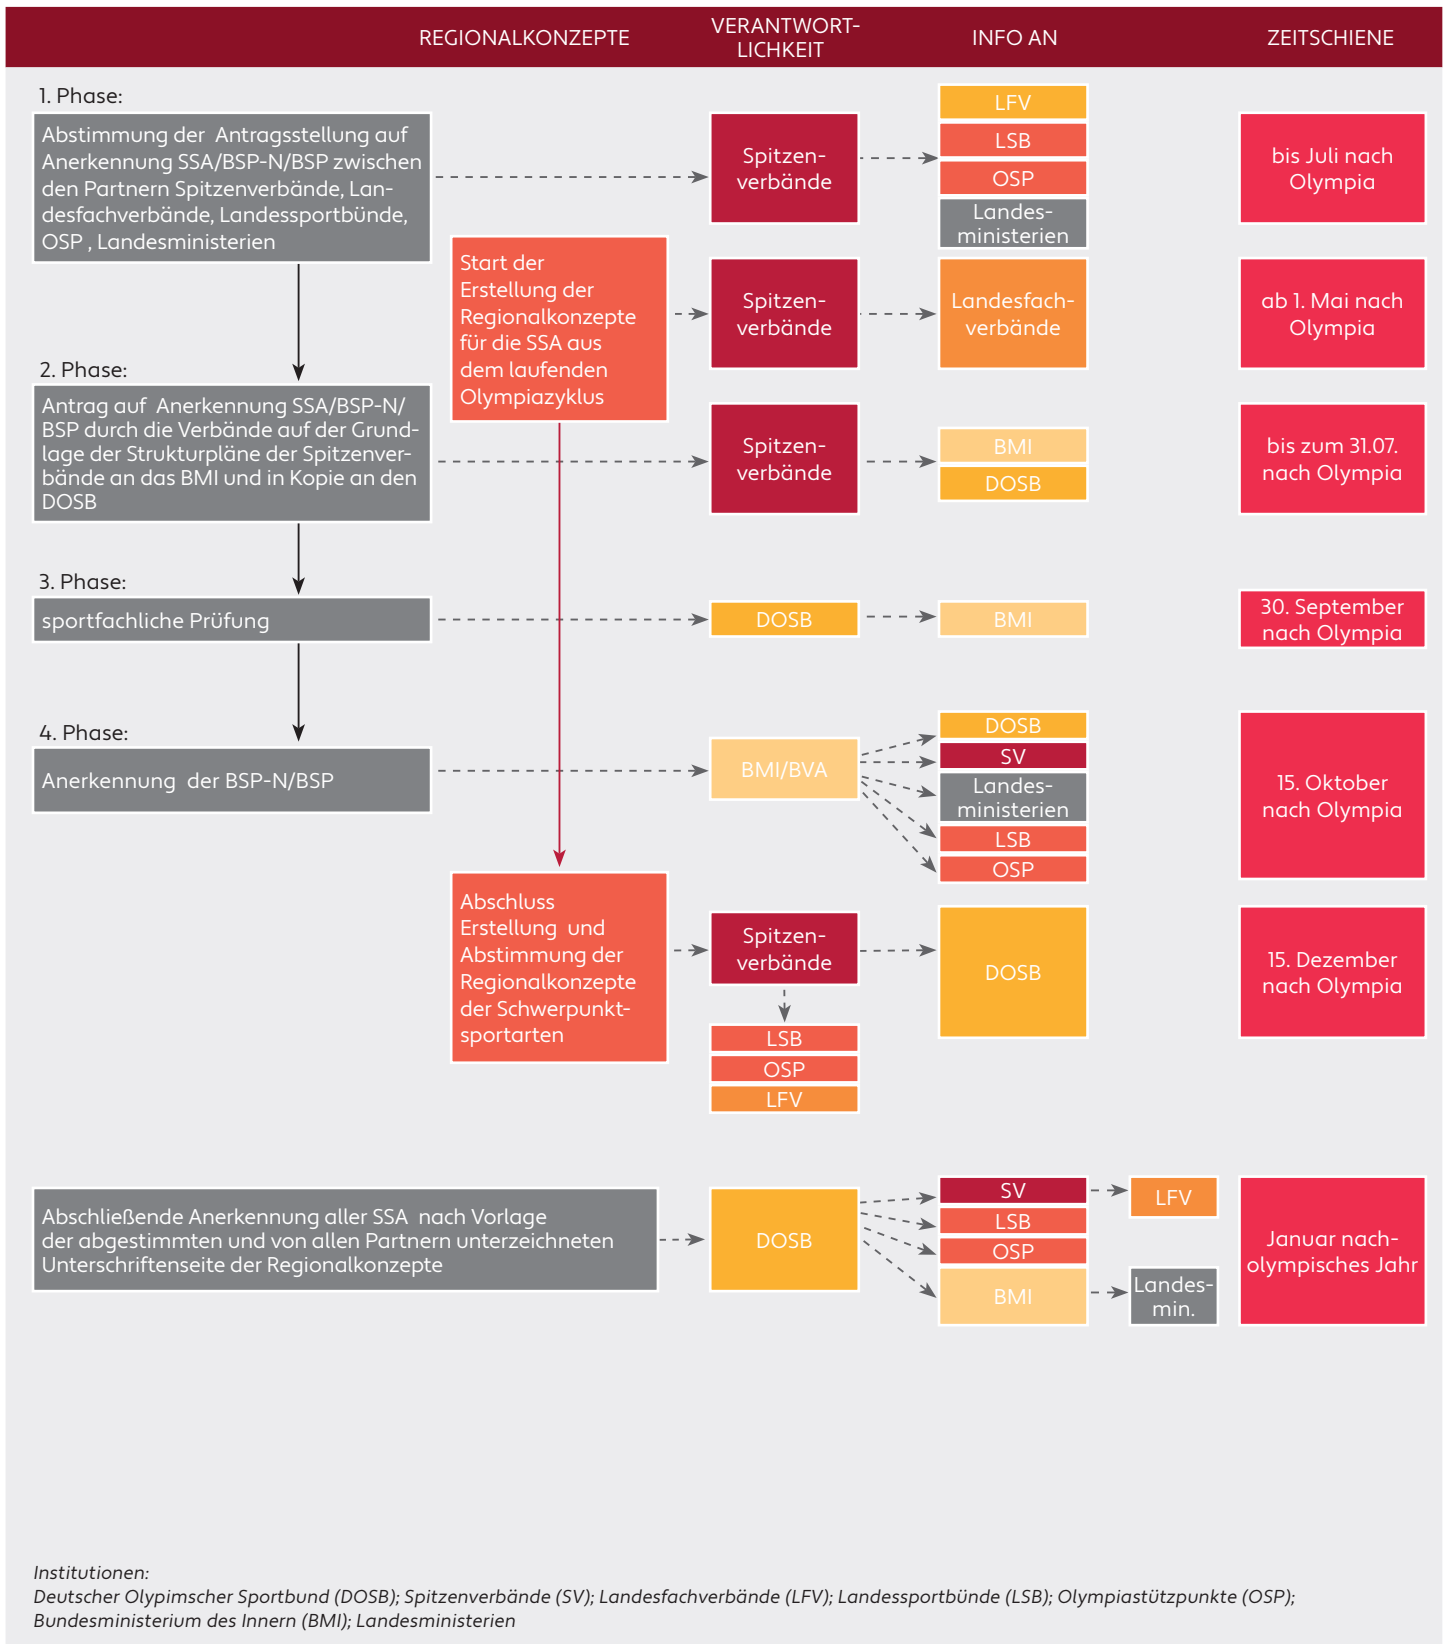 REGIONALKONZEPTE
VERANTWORT-
LICHKEIT
INFO AN
ZEITSCHIENE
1. Phase:
Abstimmung der Antragsstellung auf
Anerkennung SSA/BSP-N/BSP zwischen
den Partnern Spitzenverbände, Lan-
desfachverbände, Landessportbünde,
OSP , Landesministerien
Spitzen-
verbände
LFV
LSB
OSP
Landes-
ministerien
bis Juli nach
Olympia
Start der
Erstellung der
Regionalkonzepte
für die SSA aus
dem laufenden
Olympiazyklus
Spitzen-
verbände
Landesfach-
verbände
ab 1. Mai nach
Olympia
2. Phase:
Antrag auf Anerkennung SSA/BSP-N/
BSP durch die Verbände auf der Grund-
lage der Strukturpläne der Spitzenver-
bände an das BMI und in Kopie an den
DOSB
Spitzen-
verbände
BMI
DOSB
bis zum 31.07.
nach Olympia
3. Phase:
sportfachliche Prüfung
DOSB
BMI
30. September
nach Olympia
4. Phase:
Anerkennung der BSP-N/BSP
BMI/BVA
DOSB
SV
Landes-
ministerien
LSB
OSP
15. Oktober
nach Olympia
Abschluss
Erstellung und
Abstimmung der
Regionalkonzepte
der Schwerpunkt-
sportarten
Spitzen-
verbände
LSB
OSP
LFV
DOSB
15. Dezember
nach Olympia
Abschließende Anerkennung aller SSA nach Vorlage
der abgestimmten und von allen Partnern unterzeichneten
Unterschriftenseite der Regionalkonzepte
DOSB
SV
LSB
OSP
BMI
LFV
Landes-
min.
Januar nach-
olympisches Jahr
Institutionen:
Deutscher Olypimscher Sportbund (DOSB); Spitzenverbände (SV); Landesfachverbände (LFV); Landessportbünde (LSB); Olympiastützpunkte (OSP);
Bundesministerium des Innern (BMI); Landesministerien